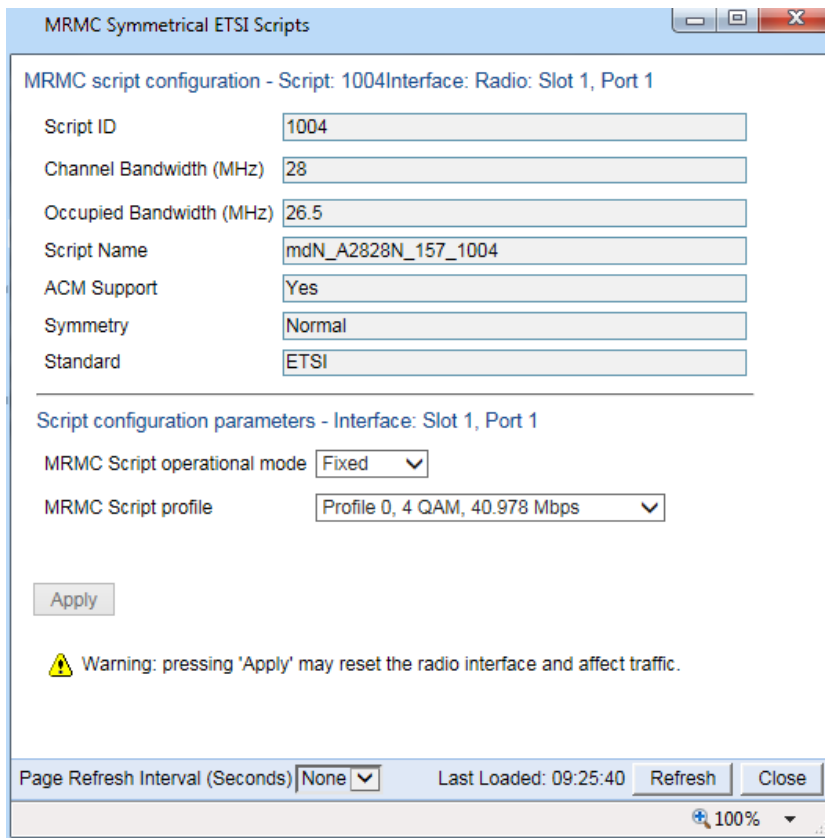 MRMC Symmetrical ETSI Scripts
MRMC script configuration - Script: 1004Interface: Radio: Slot 1, Port 1
Script ID 1004
Channel Bandwidth (MHz) 28
Occupied Bandwidth (MHz) 26.5
Script Name mdN_A2828N_157_1004
ACM Support Yes
Symmetry Normal
Standard ETSI
Script configuration parameters - Interface: Slot 1, Port 1
MRMC Script operational mode Fixed
MRMC Script profile Profile 0, 4 QAM, 40.978 Mbps
Apply
Warning: pressing 'Apply' may reset the radio interface and affect traffic.
Page Refresh Interval (Seconds) None Last Loaded: 09:25:40 Refresh Close
100%